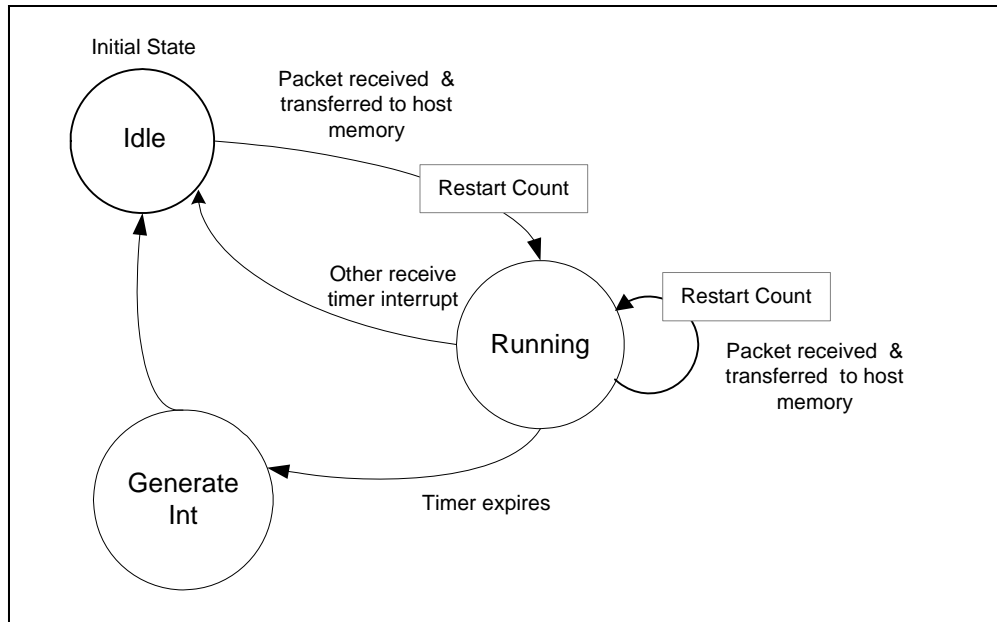 Initial State
Idle
Packet received &
transferred to host
memory
Restart Count
Other receive
timer interrupt
Running
Restart Count
Packet received &
transferred to host
memory
Generate
Int
Timer expires